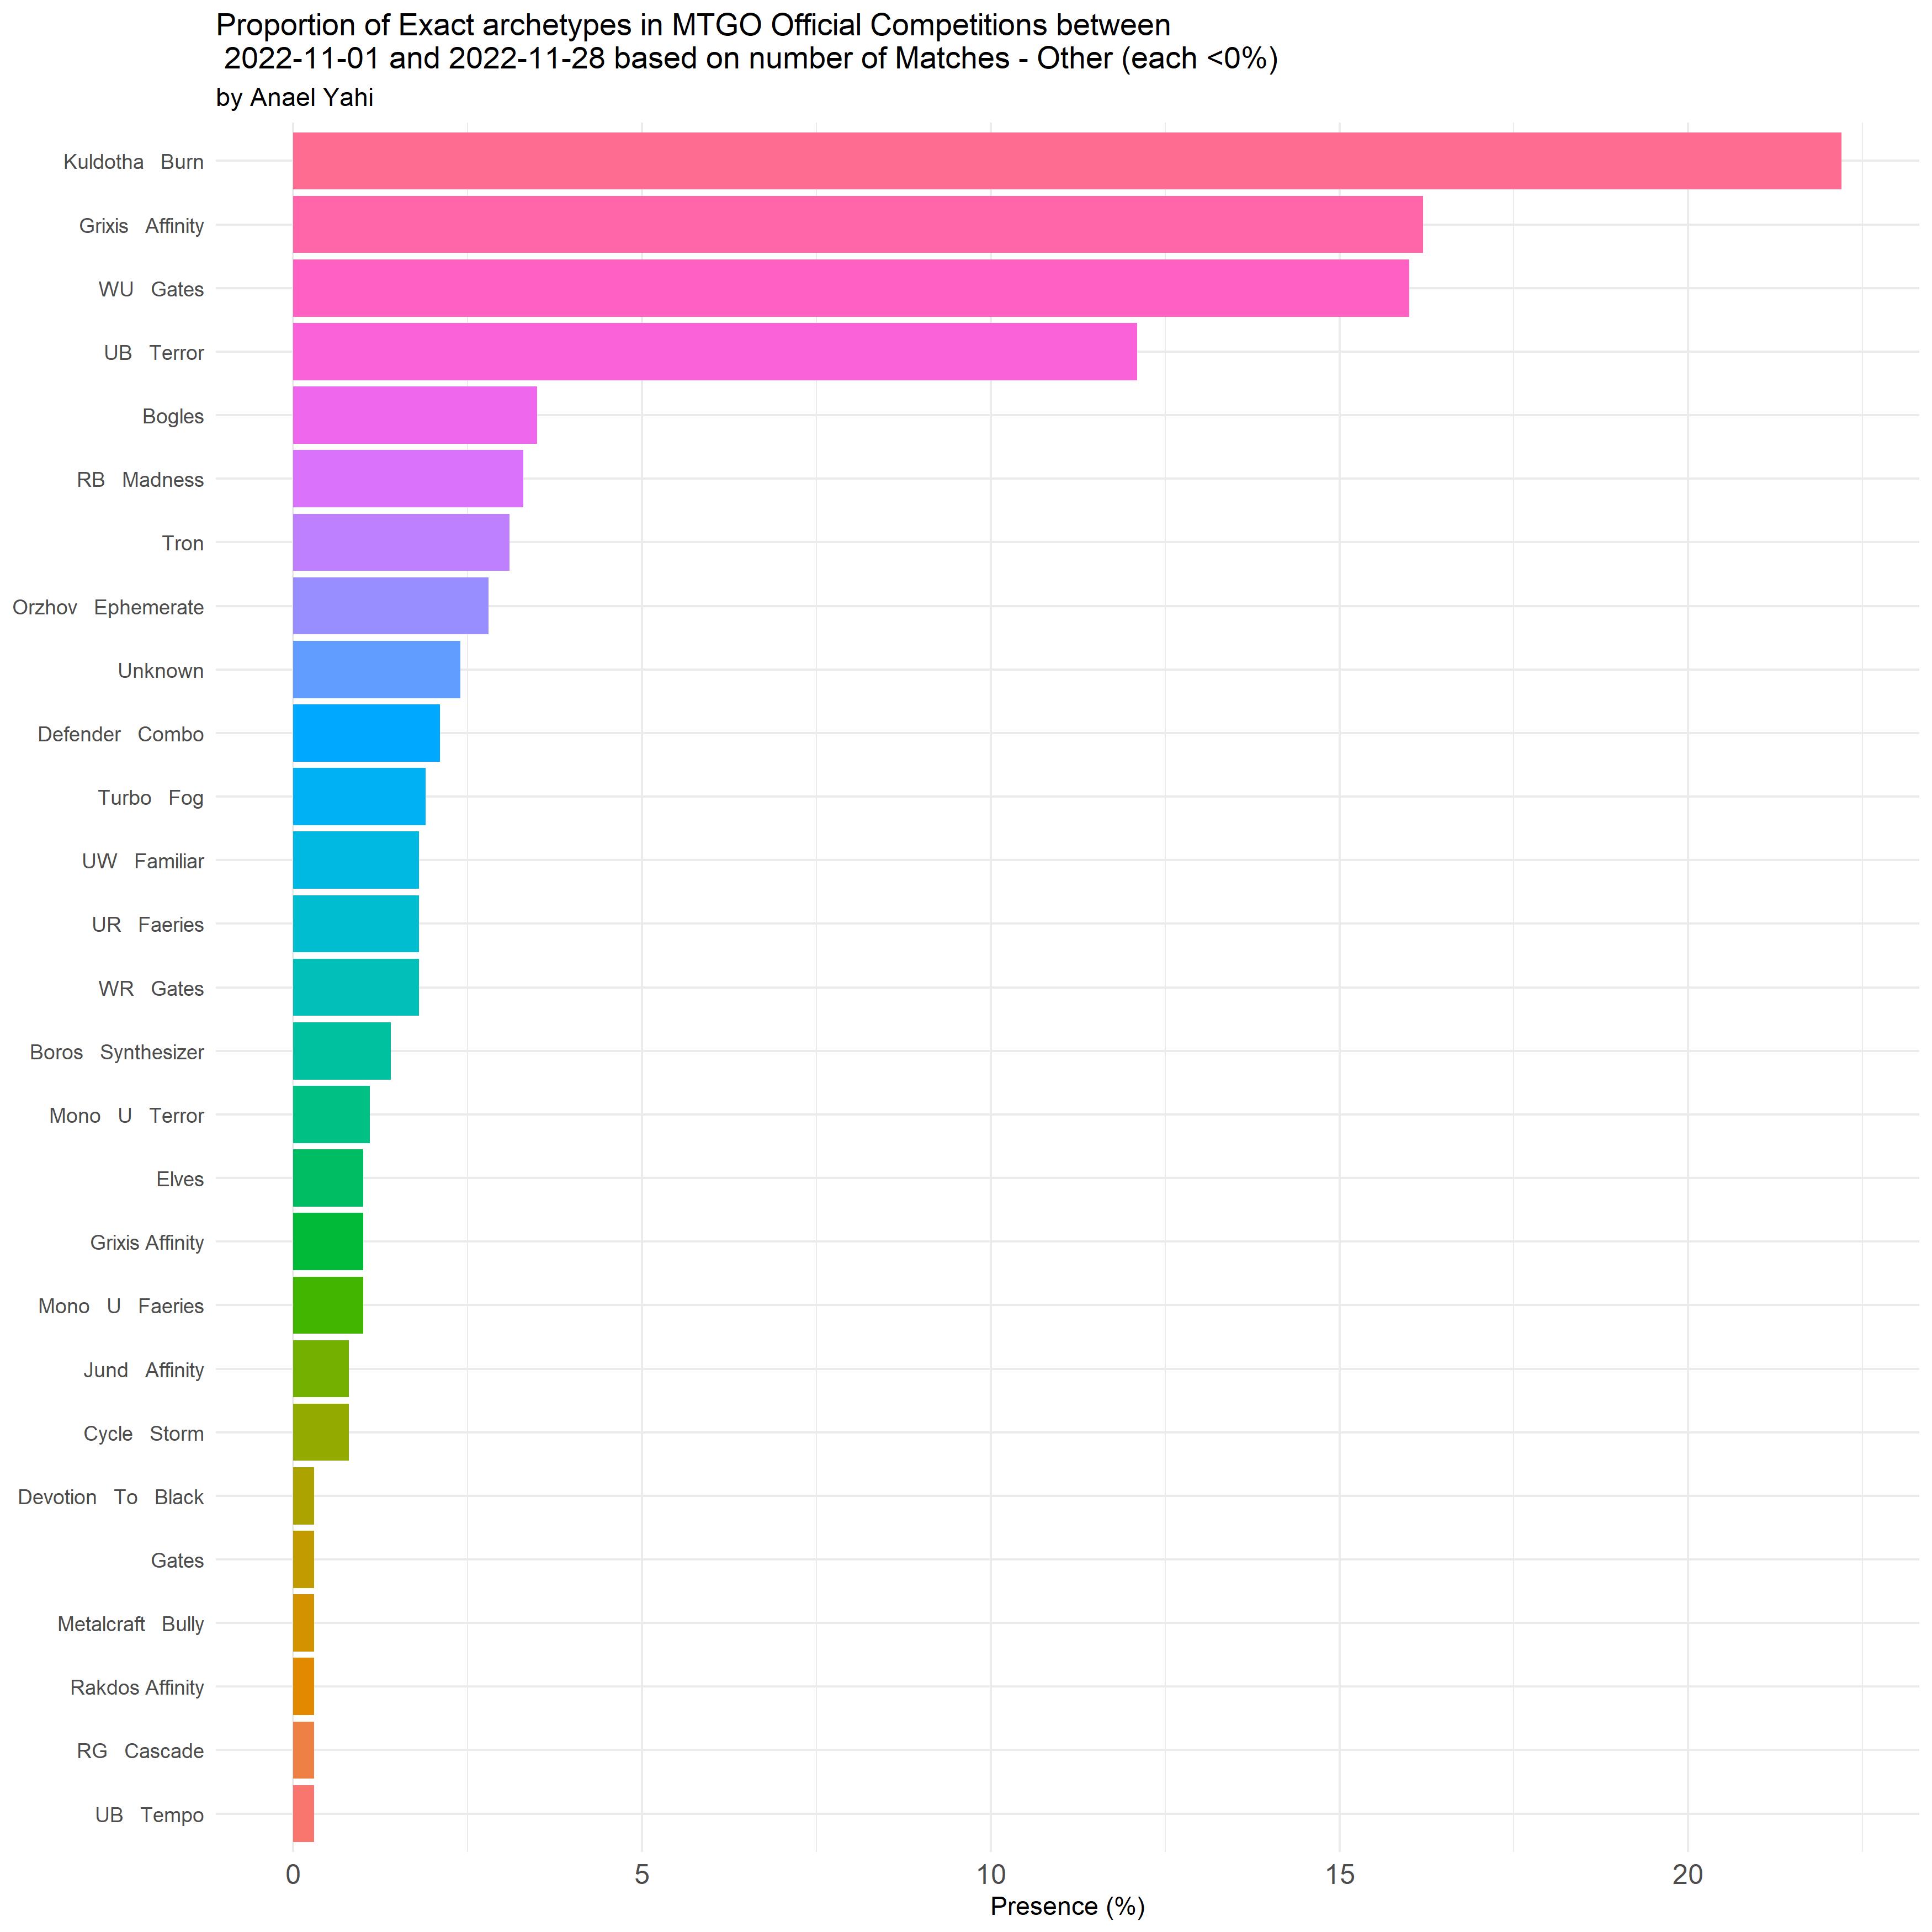 Proportion of Exact archetypes in MTGO Official Competitions between
2022-11-01 and 2022-11-28 based on number of Matches - Other (each <0%)
by Anael Yahi
Kuldotha Burn
Grixis Affinity
WU Gates
UB Terror
Bogles
RB Madness
Tron
Orzhov Ephemerate
Unknown
Defender Combo
Turbo Fog
UW Familiar
UR Faeries
WR Gates
Boros Synthesizer
Mono U Terror
Elves
Grixis Affinity
Mono U Faeries
Jund Affinity
Cycle Storm
Devotion To Black
Gates
Metalcraft Bully
Rakdos Affinity
RG Cascade
UB Tempo
0 5 10 15 20
Presence (%)